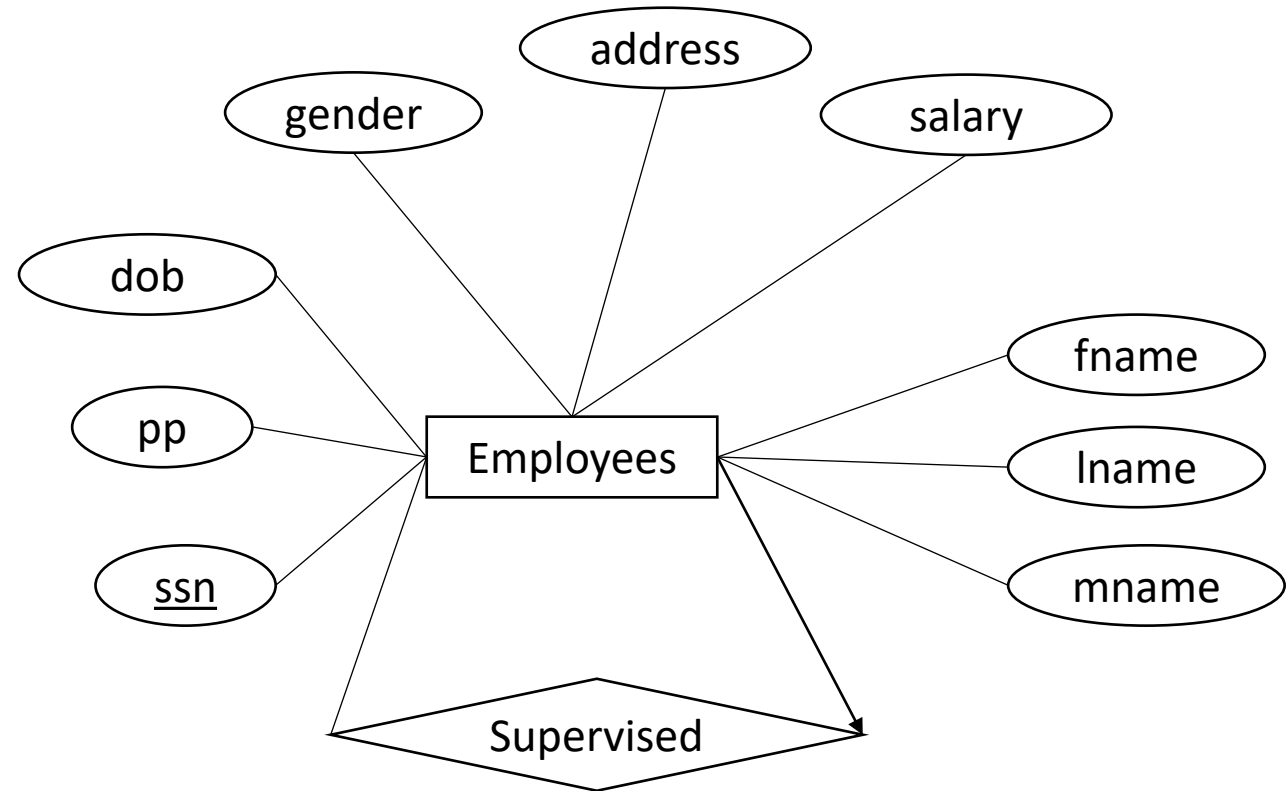 address
gender
salary
dob
fname
pp
Employees
lname
ssn
mname
Supervised